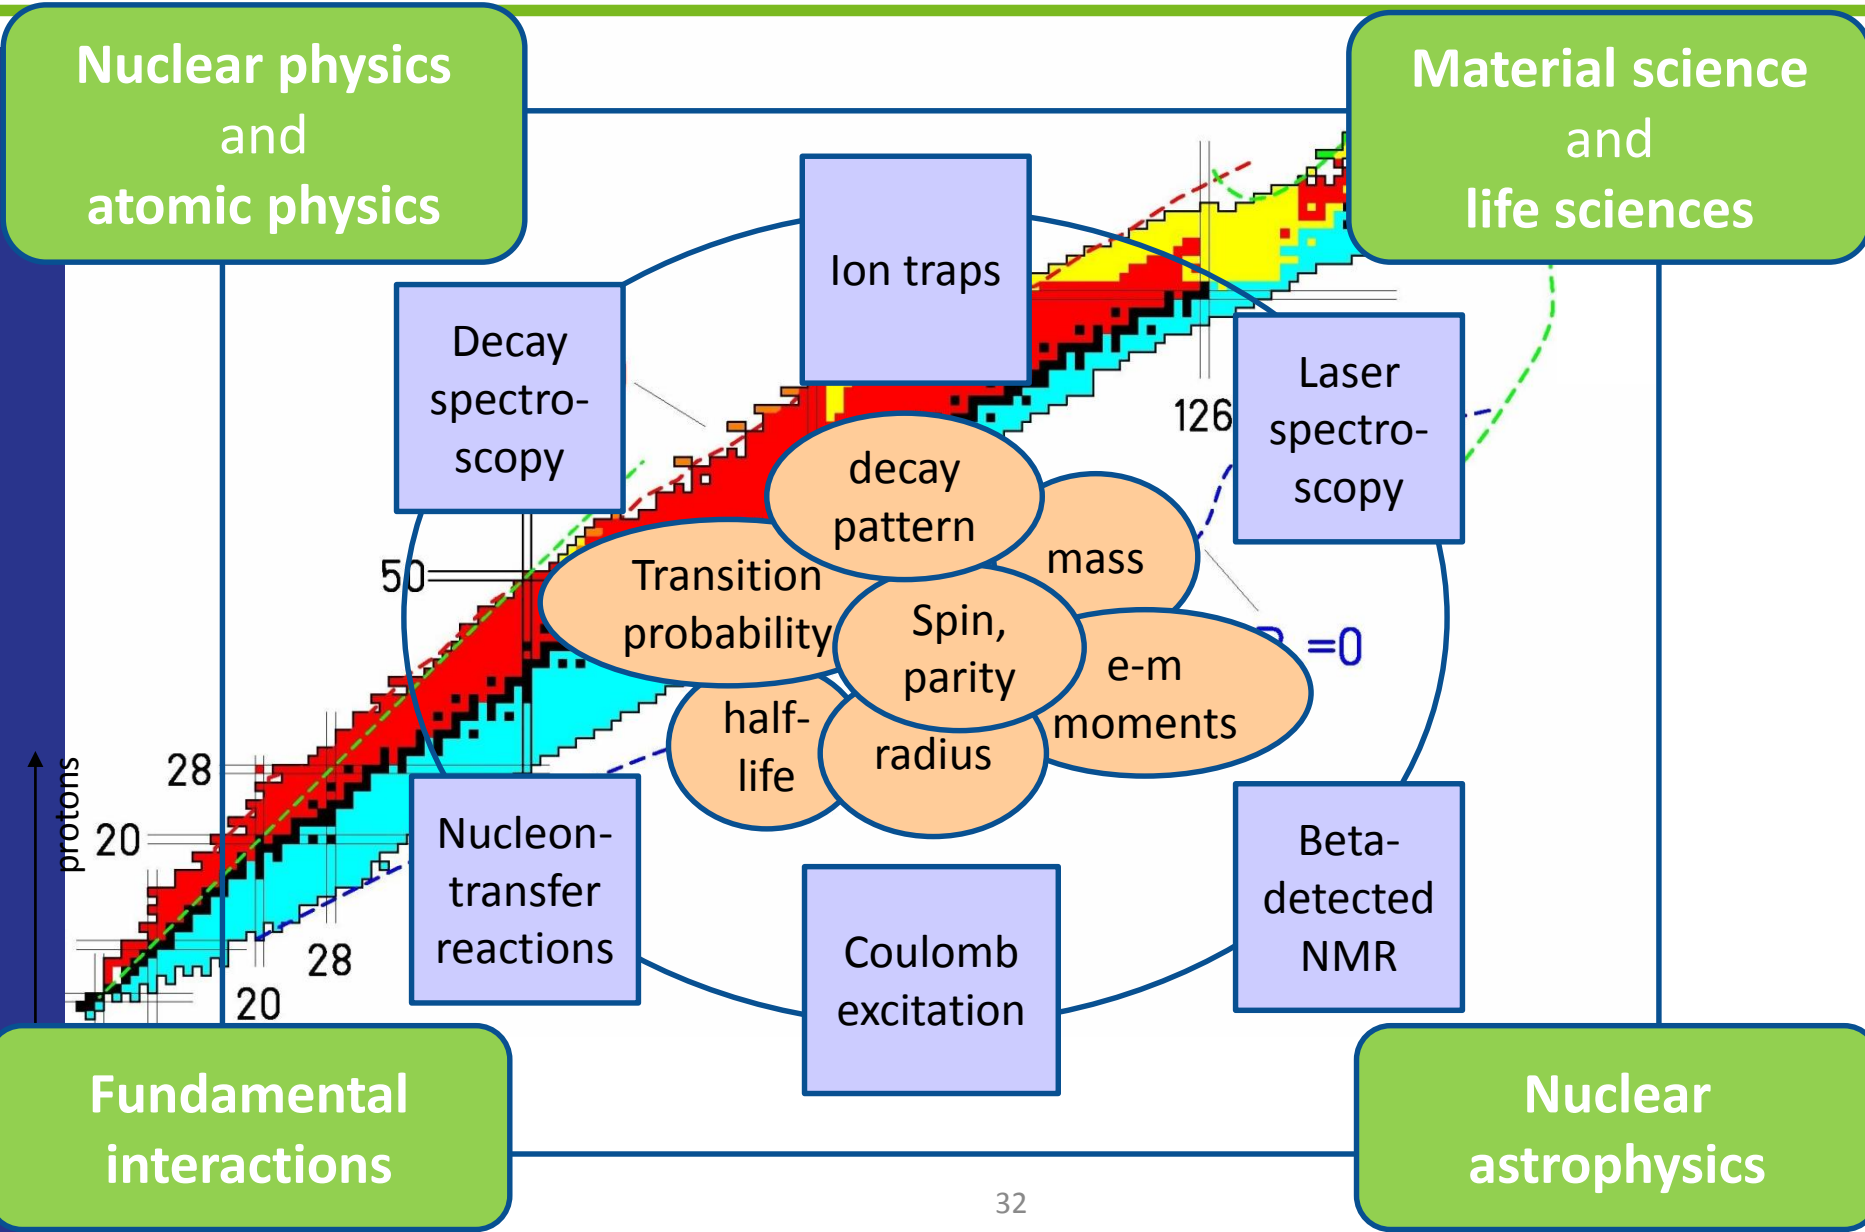 Nuclear physics
and
atomic physics
Material science
and
life sciences
Ion traps
Decay
spectro-
scopy
Laser
spectro-
scopy
126
decay
pattern
mass
50
Transition
probability
Spin,
parity
e-m
moments
=0
half-
life
radius
28
protons
20
Nucleon-
transfer
reactions
Beta-
detected
NMR
Coulomb
excitation
28
20
Fundamental
interactions
Nuclear
astrophysics
32